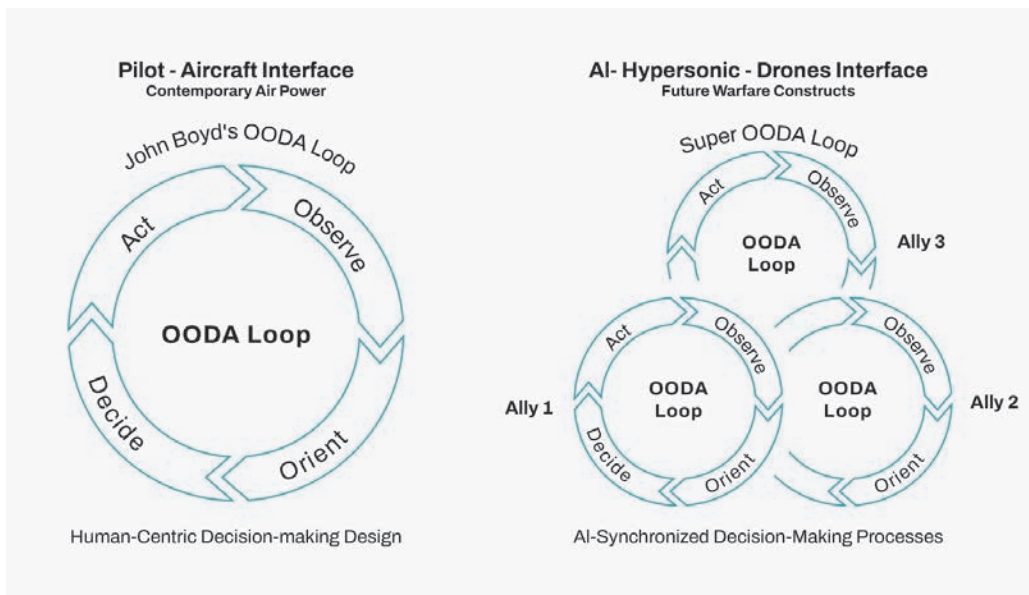 Pilot - Aircraft Interface
Contemporary Air Power
John Boyd's OODA Loop
Act
Observe
OODA Loop
Decide
Orient
Human-Centric Decision-making Design
AI- Hypersonic - Drones Interface
Future Warfare Constructs
Super OODA Loop
Act
Observe
OODA
Loop
Ally 3
Act
Observe
OODA
Loop
Ally 1
Decide
Orient
Observe
OODA
Loop
Ally 2
Orient
AI-Synchronized Decision-Making Processes